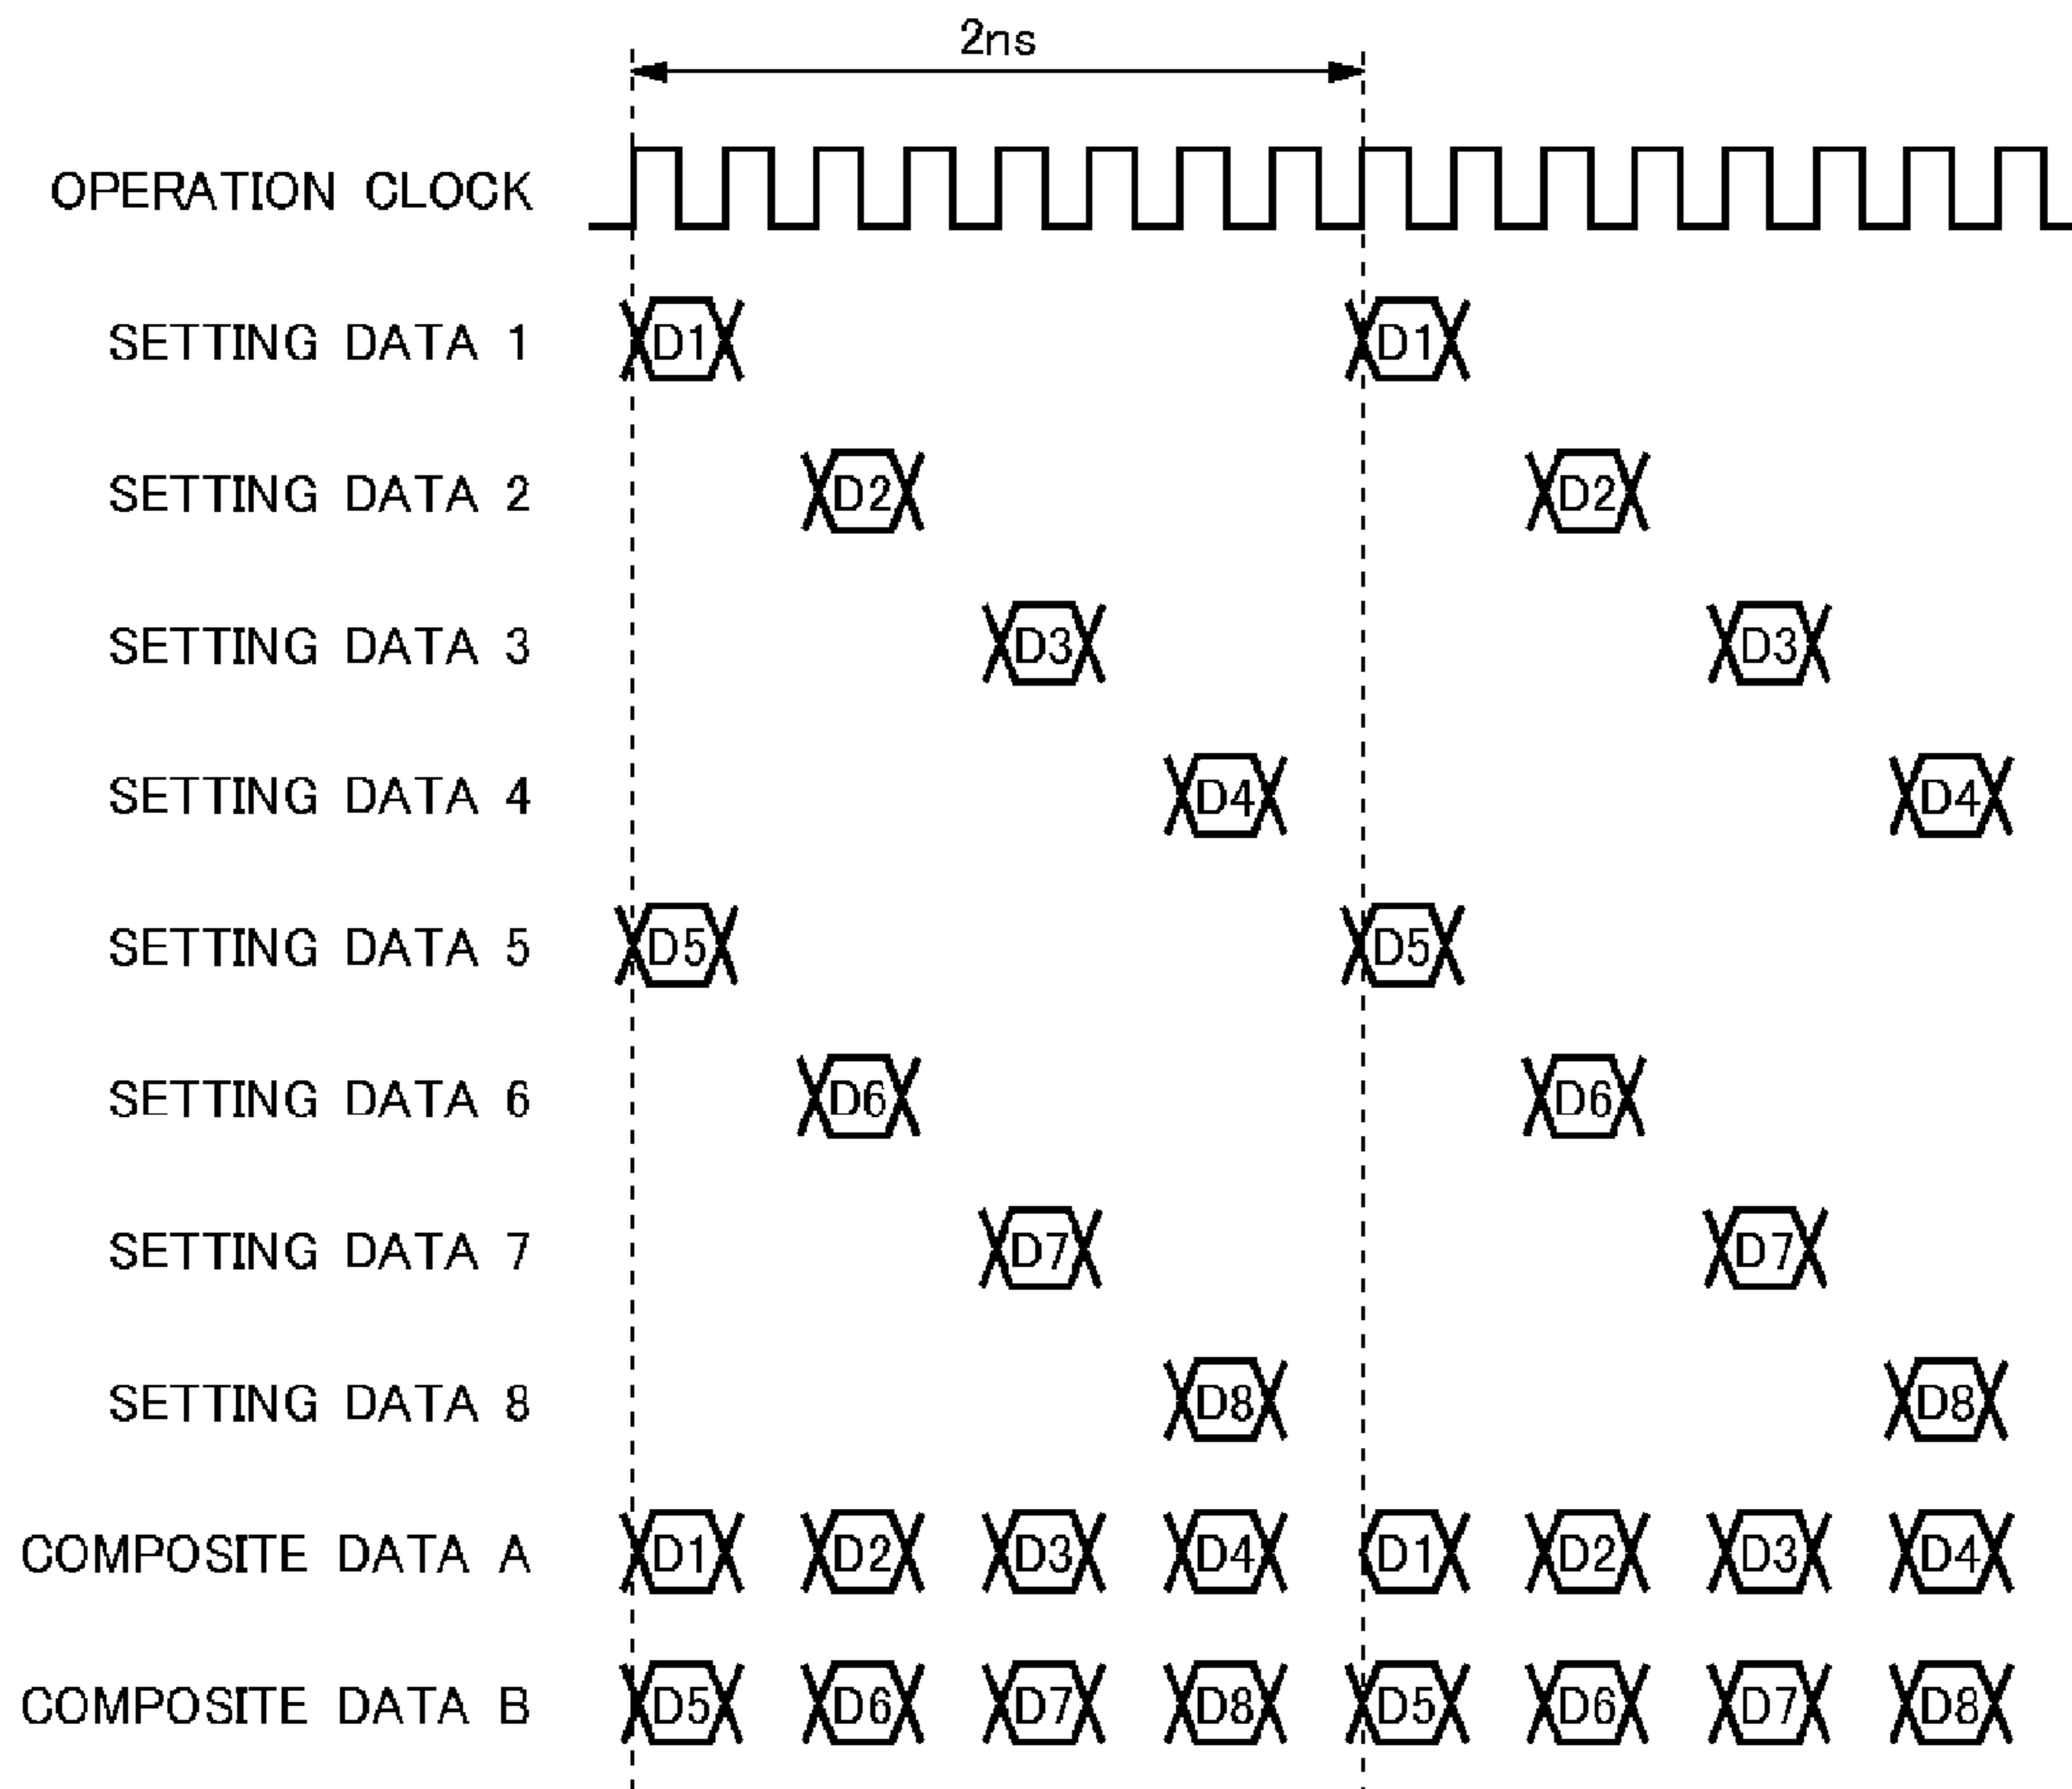 2ns
OPERATION CLOCK
SETTING DATA 1 D1 D1
SETTING DATA 2 D2 D2
SETTING DATA 3 D3 D3
SETTING DATA 4 D4 D4
SETTING DATA 5 D5 D5
SETTING DATA 6 D6 D6
SETTING DATA 7 D7 D7
SETTING DATA 8 D8 D8
COMPOSITE DATA A D1 D2 D3 D4 D1 D2 D3 D4
COMPOSITE DATA B D5 D6 D7 D8 D5 D6 D7 D8